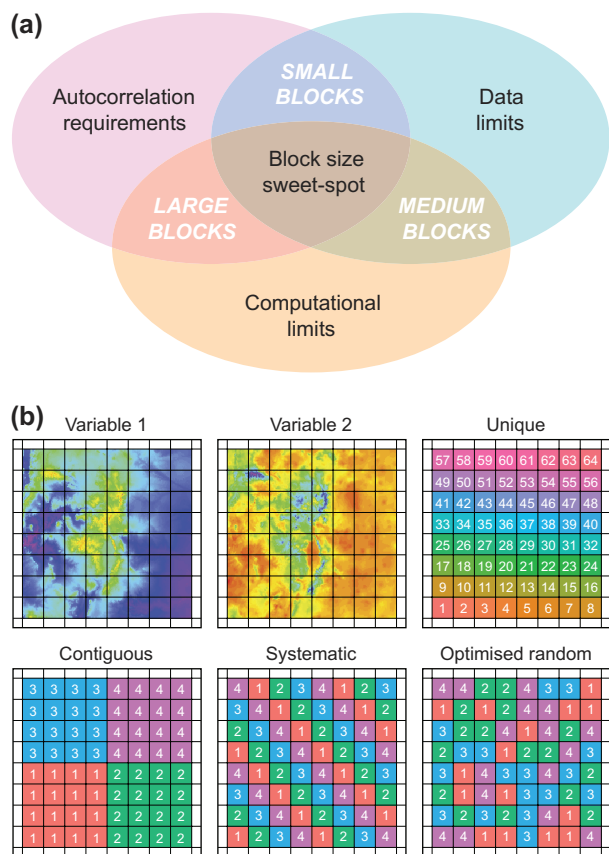 (a)
SMALL
BLOCKS
Autocorrelation
requirements
Data
limits
Block size
sweet-spot
LARGE
BLOCKS
MEDIUM
BLOCKS
Computational
limits
(b)
Variable 1
Variable 2
Unique
57 58 59 60 61 62 63 64
49 50 51 52 53 54 55 56
41 42 43 44 45 46 47 48
33 34 35 36 37 38 39 40
25 26 27 28 29 30 31 32
17 18 19 20 21 22 23 24
9 10 11 12 13 14 15 16
1 2 3 4 5 6 7 8
Contiguous
3 3 3 3 4 4 4 4
3 3 3 3 4 4 4 4
3 3 3 3 4 4 4 4
3 3 3 3 4 4 4 4
1 1 1 1 2 2 2 2
1 1 1 1 2 2 2 2
1 1 1 1 2 2 2 2
1 1 1 1 2 2 2 2
Systematic
4 1 2 3 4 1 2 3
3 4 1 2 3 4 1 2
2 3 4 1 2 3 4 1
1 2 3 4 1 2 3 4
4 1 2 3 4 1 2 3
3 4 1 2 3 4 1 2
2 3 4 1 2 3 4 1
1 2 3 4 1 2 3 4
Optimised random
4 4 2 2 4 3 3 1
1 2 1 2 4 4 1 1
3 2 2 4 1 4 2 4
2 3 3 1 2 2 4 3
3 1 4 3 3 4 3 2
2 1 4 1 3 3 2 3
2 3 2 3 1 2 4 1
4 4 1 1 3 1 1 4